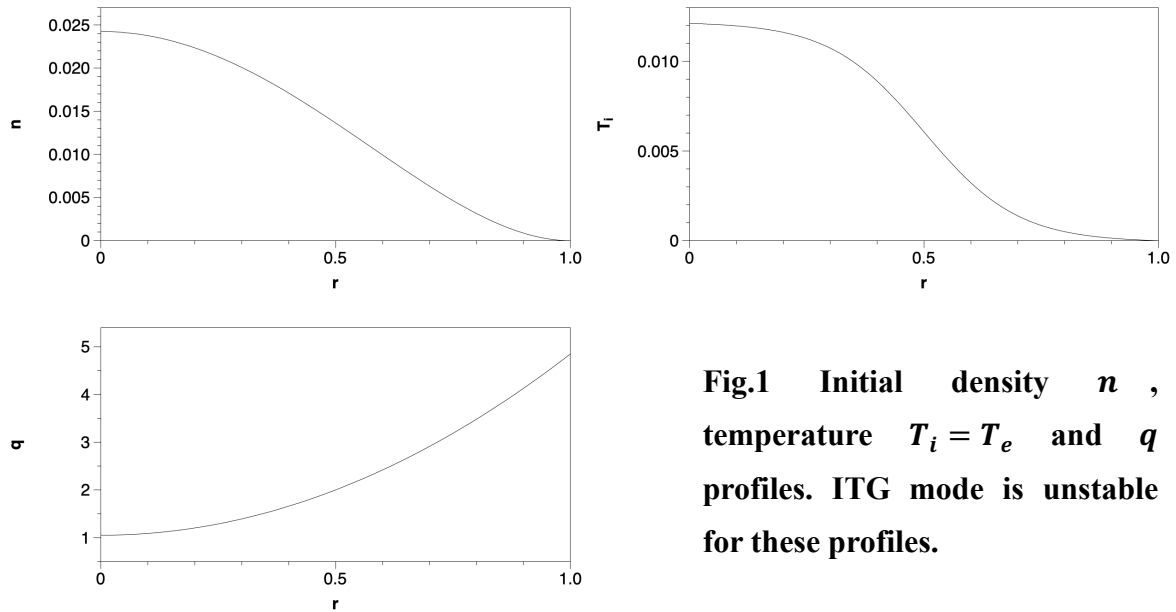 0.025
0.020
0.015
0.010
0.005
0
n
0
0.5
1.0
r
0.010
0.005
0
Ti
0
0.5
1.0
r
5
4
3
2
1
q
0
0.5
1.0
r
Fig.1 Initial density n ,
temperature Ti = Te and q
profiles. ITG mode is unstable
for these profiles.